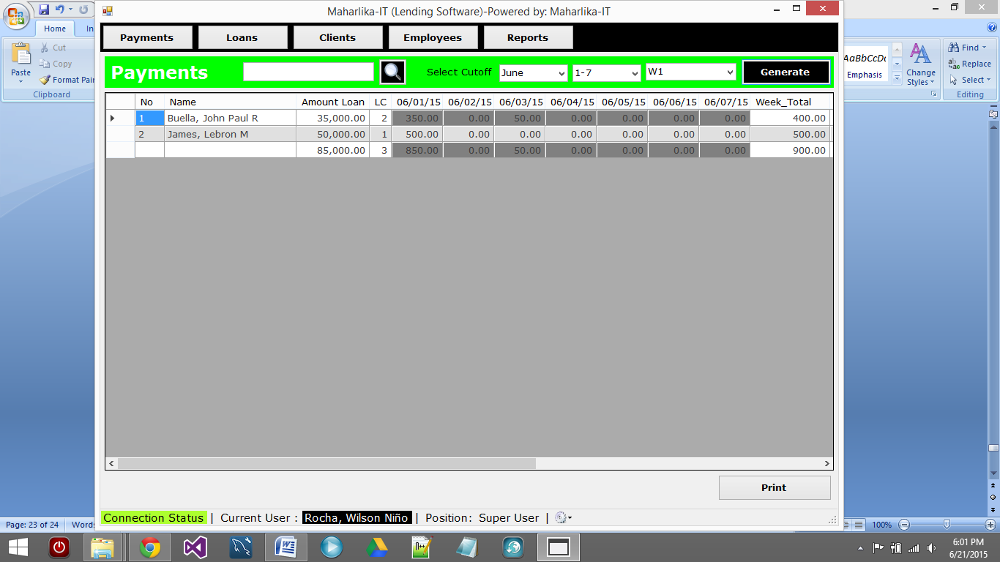 Maharlika-IT (Lending Software)-Powered by: Maharlika-IT
Home In
Payments Loans Clients Employees Reports
Paste
Cut
Copy
Format Pai
Clipboard
AaBbCcDc
Emphasis
Change Styles
Find
Replace
Select
Editing
Payments Select Cutoff June 1-7 W1 Generate
No Name Amount Loan LC 06/01/15 06/02/15 06/03/15 06/04/15 06/05/15 06/06/15 06/07/15 Week_Total
1 Buella, John Paul R 35,000.00 2 350.00 0.00 50.00 0.00 0.00 0.00 0.00 400.00
2 James, Lebron M 50,000.00 1 500.00 0.00 0.00 0.00 0.00 0.00 0.00 500.00
85,000.00 3 850.00 0.00 50.00 0.00 0.00 0.00 0.00 900.00
Print
Connection Status | Current User : Rocha, Wilson Niño | Position: Super User |
Page: 23 of 24 Words
100%
6:01 PM
6/21/2015